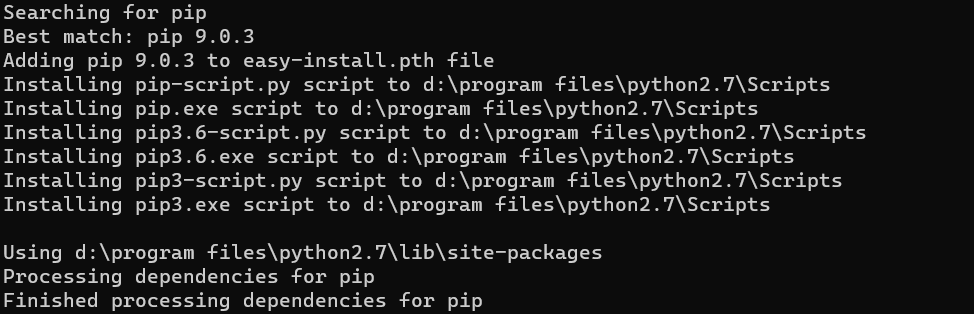 Searching for pip
Best match: pip 9.0.3
Adding pip 9.0.3 to easy-install.pth file
Installing pip-script.py script to d:\program files\python2.7\Scripts
Installing pip.exe script to d:\program files\python2.7\Scripts
Installing pip3.6-script.py script to d:\program files\python2.7\Scripts
Installing pip3.6.exe script to d:\program files\python2.7\Scripts
Installing pip3-script.py script to d:\program files\python2.7\Scripts
Installing pip3.exe script to d:\program files\python2.7\Scripts
Using d:\program files\python2.7\lib\site-packages
Processing dependencies for pip
Finished processing dependencies for pip